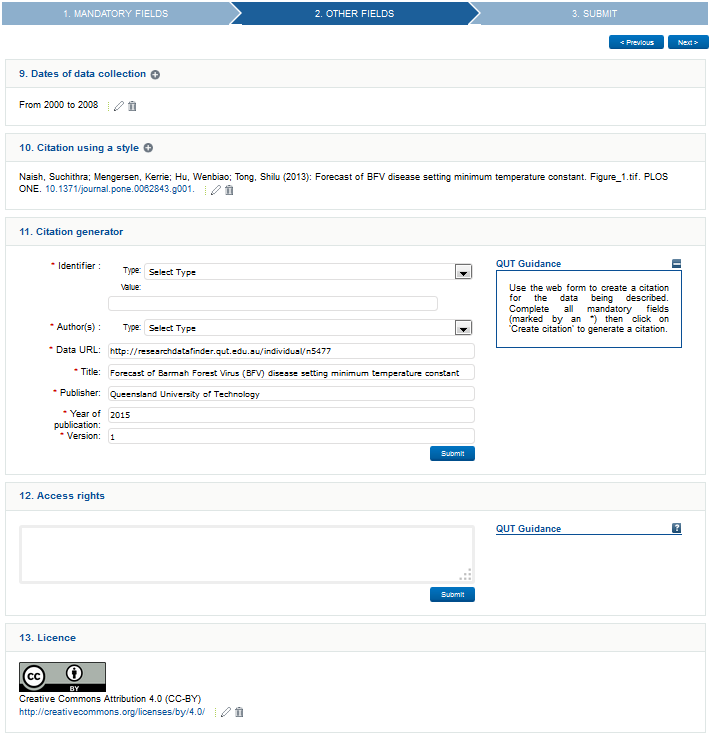 1. MANDATORY FIELDS
2. OTHER FIELDS
3. SUBMIT
< Previous
Next >
9. Dates of data collection
From 2000 to 2008
10. Citation using a style
Naish, Suchithra; Mengersen, Kerrie; Hu, Wenbiao; Tong, Shilu (2013): Forecast of BFV disease setting minimum temperature constant. Figure_1.tif. PLOS
ONE. 10.1371/journal.pone.0062843.g001.
11. Citation generator
* Identifier :
Type: Select Type
Value:
* Author(s) : Type: Select Type
* Data URL: http://researchdatafinder.qut.edu.au/individual/n5477
* Title: Forecast of Barmah Forest Virus (BFV) disease setting minimum temperature constant
* Publisher: Queensland University of Technology
* Year of
publication: 2015
* Version: 1
Submit
QUT Guidance
Use the web form to create a citation
for the data being described.
Complete all mandatory fields
(marked by an *) then click on
'Create citation' to generate a citation.
12. Access rights
QUT Guidance ?
Submit
13. Licence
cc
BY
Creative Commons Attribution 4.0 (CC-BY)
http://creativecommons.org/licenses/by/4.0/